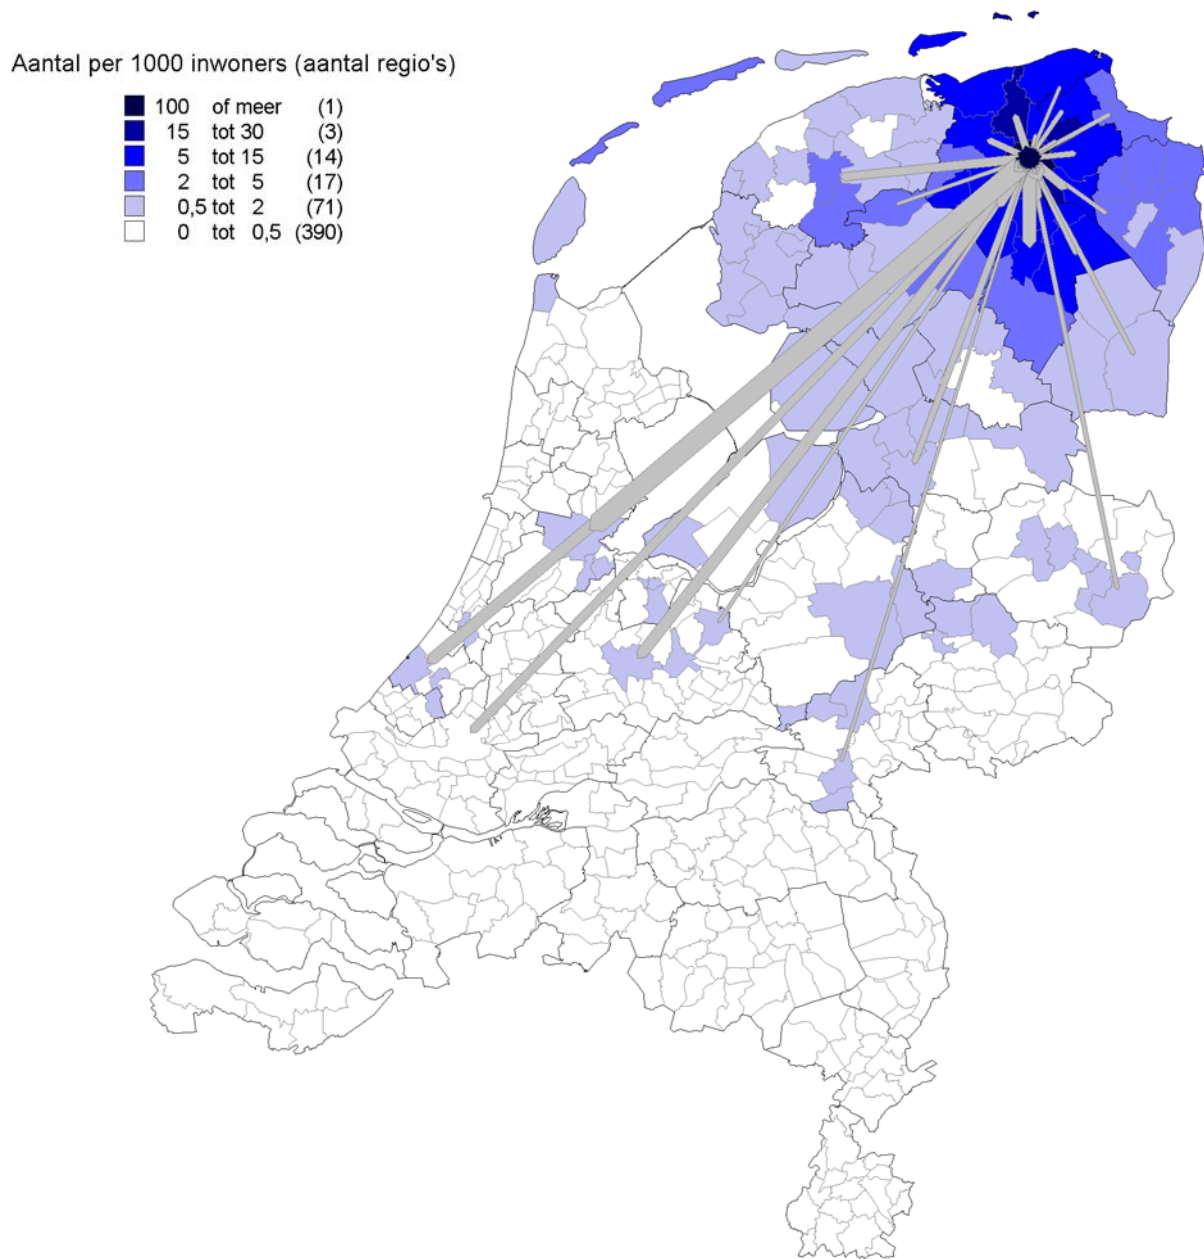 Aantal per 1000 inwoners (aantal regio's)
100 of meer (1)
15 tot 30 (3)
5 tot 15 (14)
2 tot 5 (17)
0,5 tot 2 (71)
0 tot 0,5 (390)